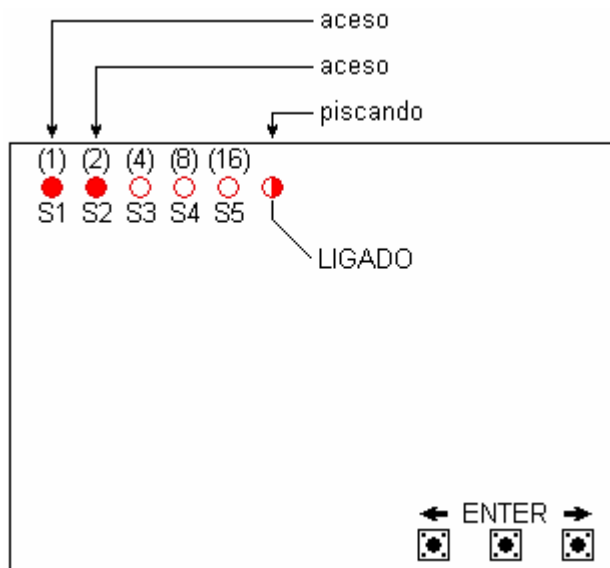 aceso
aceso
piscando
(1) (2) (4) (8) (16)
S1 S2 S3 S4 S5
LIGADO
ENTER